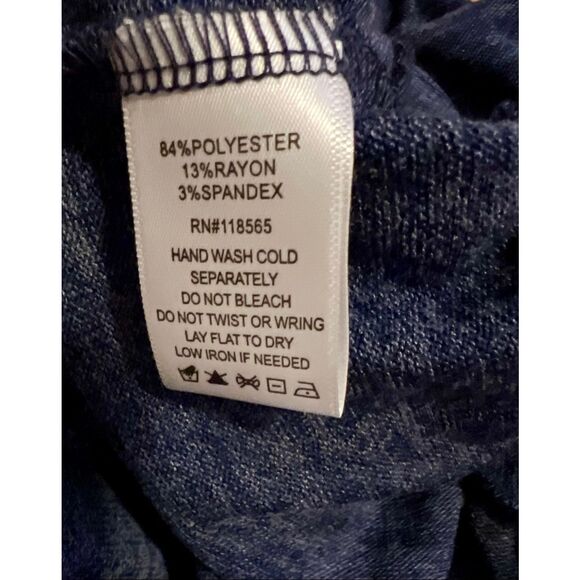 84%POLYESTER
13%RAYON
3%SPANDEX
RN#118565
HAND WASH COLD
SEPARATELY
DO NOT BLEACH
DO NOT TWIST OR WRING
LAY FLAT TO DRY
LOW IRON IF NEEDED